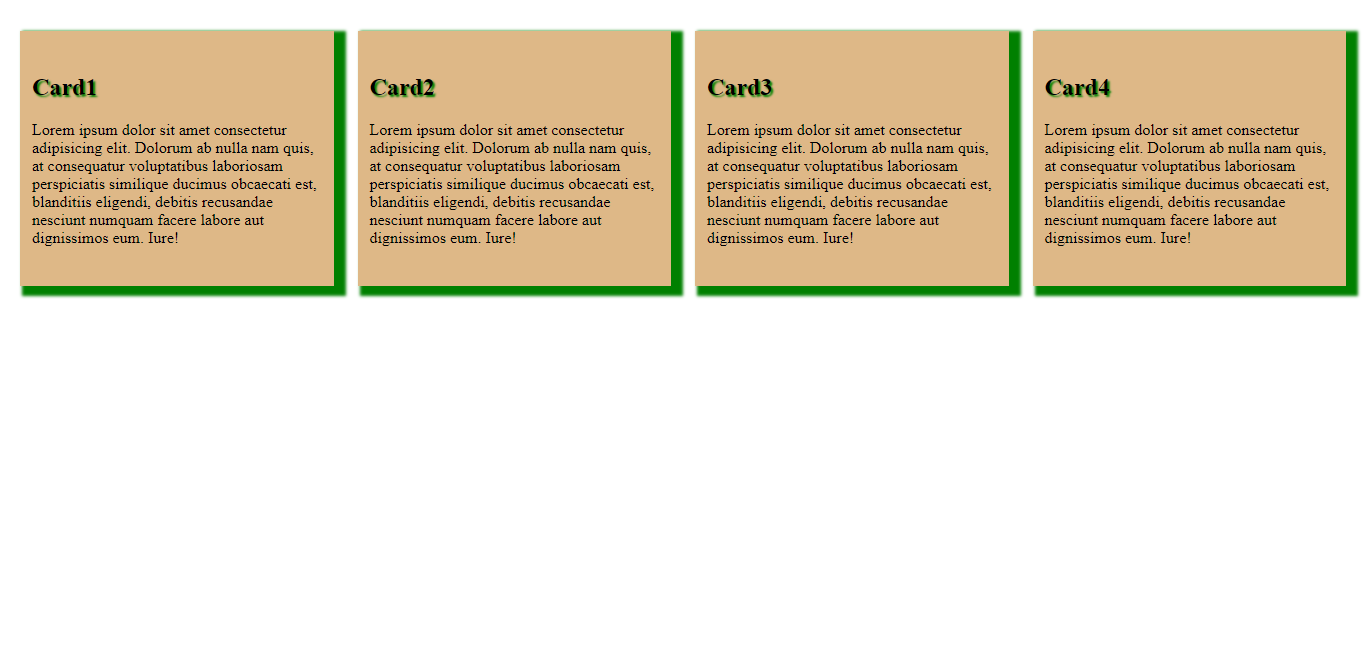 Card1
Lorem ipsum dolor sit amet consectetur
adipisicing elit. Dolorum ab nulla nam quis,
at consequatur voluptatibus laboriosam
perspiciatis similique ducimus obcaecati est,
blanditiis eligendi, debitis recusandae
nesciunt numquam facere labore aut
dignissimos eum. Iure!
Card2
Lorem ipsum dolor sit amet consectetur
adipisicing elit. Dolorum ab nulla nam quis,
at consequatur voluptatibus laboriosam
perspiciatis similique ducimus obcaecati est,
blanditiis eligendi, debitis recusandae
nesciunt numquam facere labore aut
dignissimos eum. Iure!
Card3
Lorem ipsum dolor sit amet consectetur
adipisicing elit. Dolorum ab nulla nam quis,
at consequatur voluptatibus laboriosam
perspiciatis similique ducimus obcaecati est,
blanditiis eligendi, debitis recusandae
nesciunt numquam facere labore aut
dignissimos eum. Iure!
Card4
Lorem ipsum dolor sit amet consectetur
adipisicing elit. Dolorum ab nulla nam quis,
at consequatur voluptatibus laboriosam
perspiciatis similique ducimus obcaecati est,
blanditiis eligendi, debitis recusandae
nesciunt numquam facere labore aut
dignissimos eum. Iure!